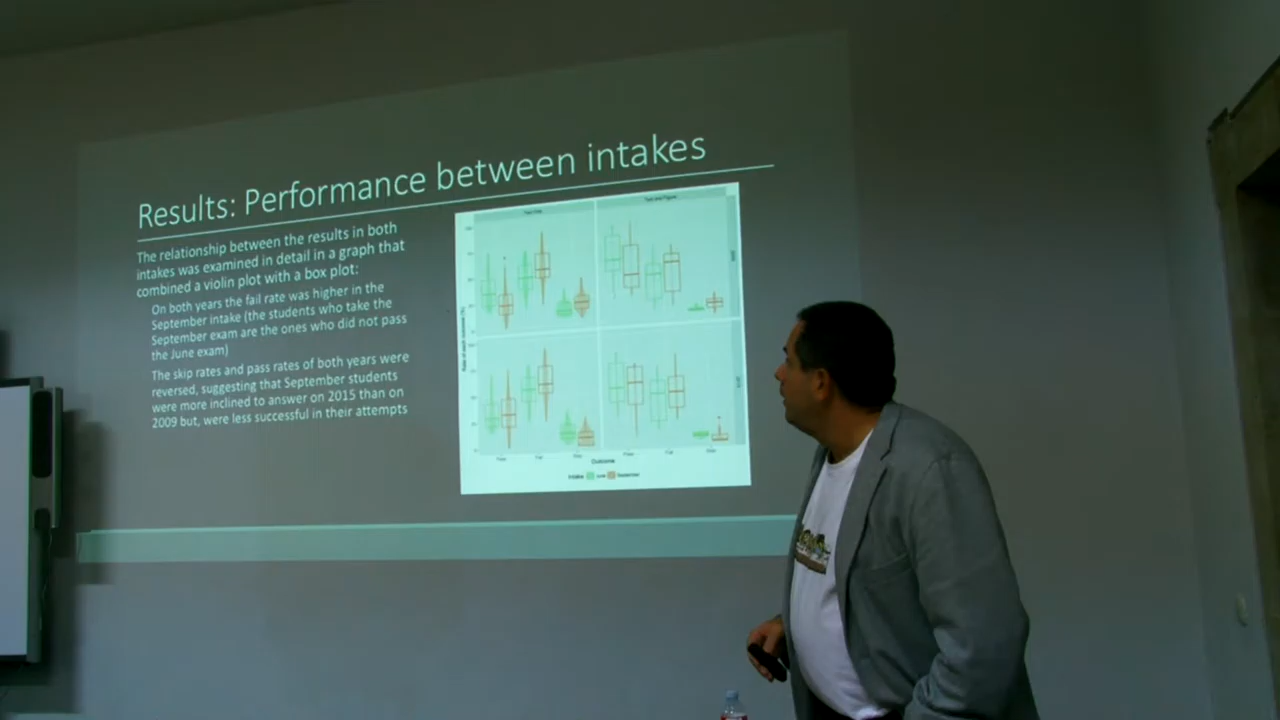 Results: Performance between intakes
The relationship between the results in both
intakes was examined in detail in a graph that
combined a violin plot with a box plot:
On both years the fail rate was higher in the
September intake (the students who take the
September exam are the ones who did not pass
the June exam)
The skip rates and pass rates of both years were
reversed, suggesting that September students
were more inclined to answer on 2015 than on
2009 but, were less successful in their attempts
Outcome
Intake June September